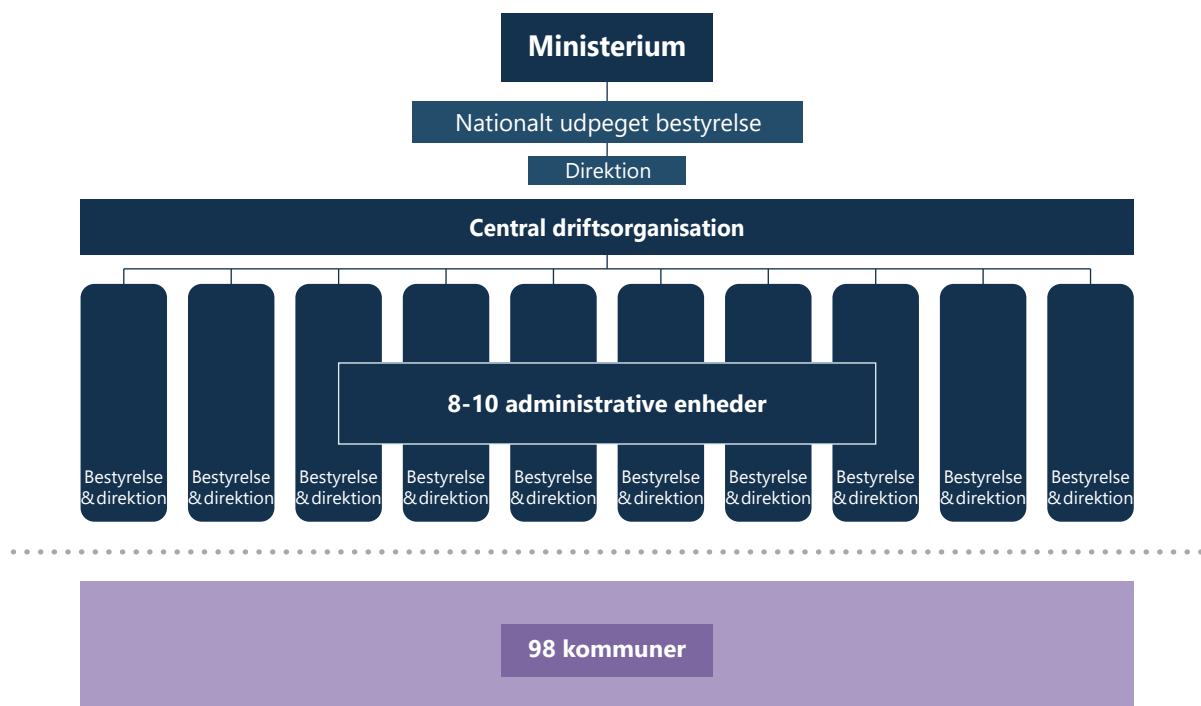 Ministerium
Nationalt udpeget bestyrelse
Direktion
Central driftsorganisation
8-10 administrative enheder
Bestyrelse
& direktion
Bestyrelse
& direktion
Bestyrelse
& direktion
Bestyrelse
& direktion
Bestyrelse
& direktion
Bestyrelse
& direktion
Bestyrelse
& direktion
Bestyrelse
& direktion
Bestyrelse
& direktion
Bestyrelse
& direktion
98 kommuner